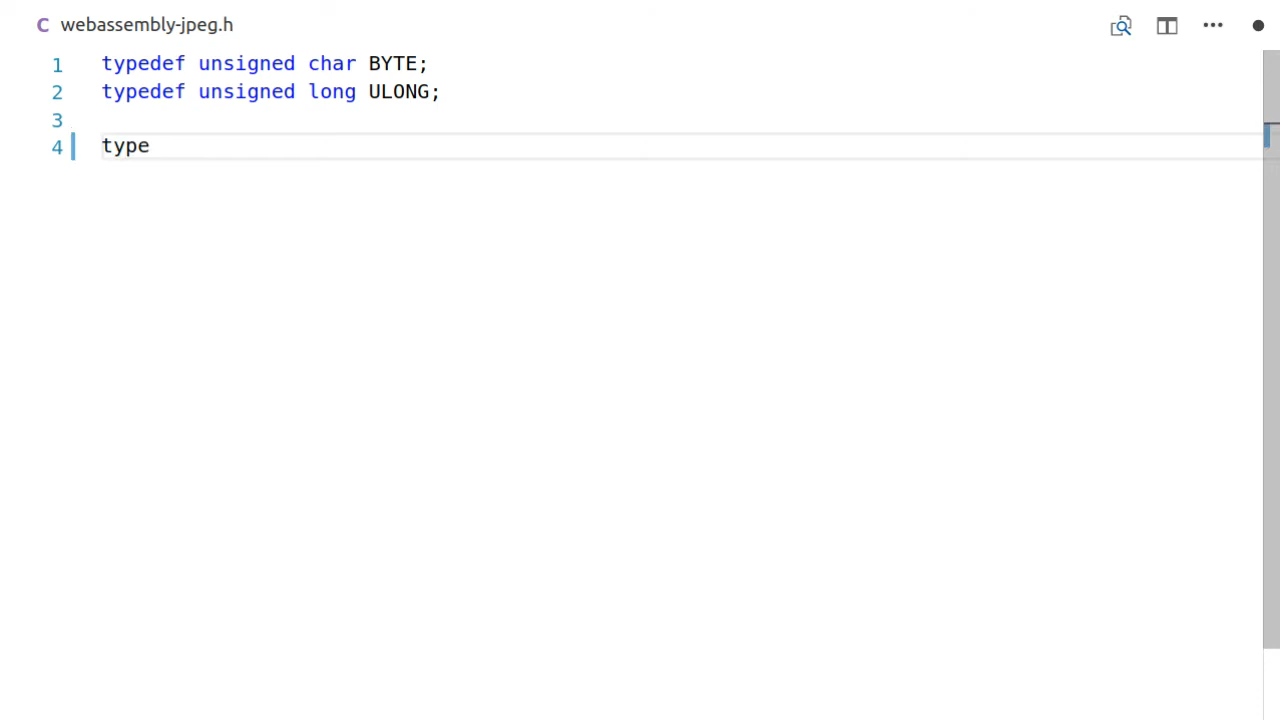 C webassembly-jpeg.h
1 typedef unsigned char BYTE;
2 typedef unsigned long ULONG;
3
4 type